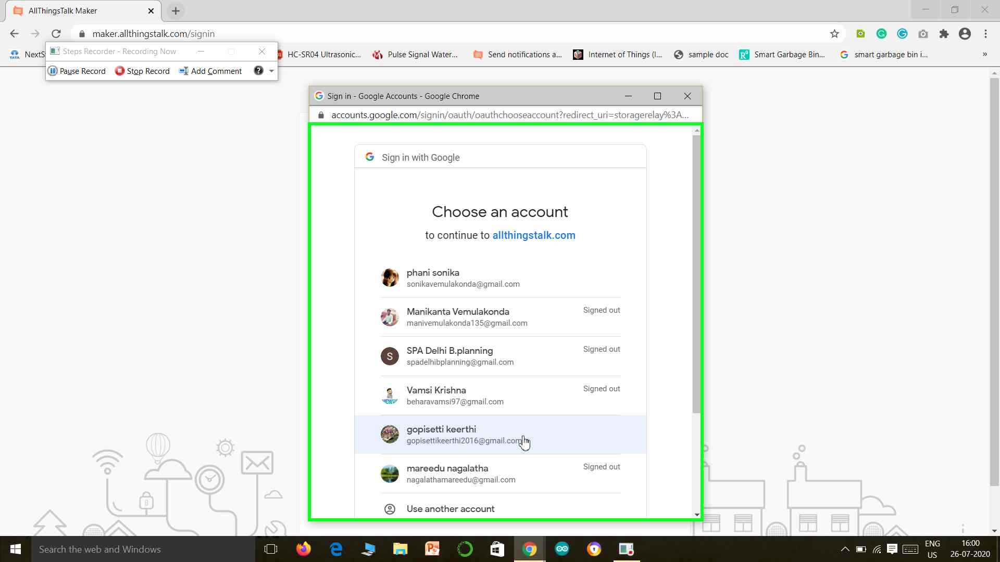 AllThingsTalk Maker
maker.allthingstalk.com/signin
NextS
Steps Recorder - Recording Now
HC-SR04 Ultrasonic...
Pulse Signal Water...
Send notifications a...
Internet of Things (I...
sample doc
Smart Garbage Bin...
smart garbage bin i...
»
TATA
Pause Record
Stop Record
Add Comment
Sign in - Google Accounts - Google Chrome
accounts.google.com/signin/oauth/oauthchooseaccount?redirect_uri=storagerelay%3A...
Sign in with Google
Choose an account
to continue to allthingstalk.com
phani sonika
sonikavemulakonda@gmail.com
Manikanta Vemulakonda
Signed out
manivemulakonda135@gmail.com
S
SPA Delhi B.planning
Signed out
spadelhibplanning@gmail.com
Vamsi Krishna
Signed out
beharavamsi97@gmail.com
gopisetti keerthi
gopisettikeerthi2016@gmail.com
mareedu nagalatha
Signed out
nagalathamareedu@gmail.com
Use another account
Search the web and Windows
ENG
US
16:00
26-07-2020